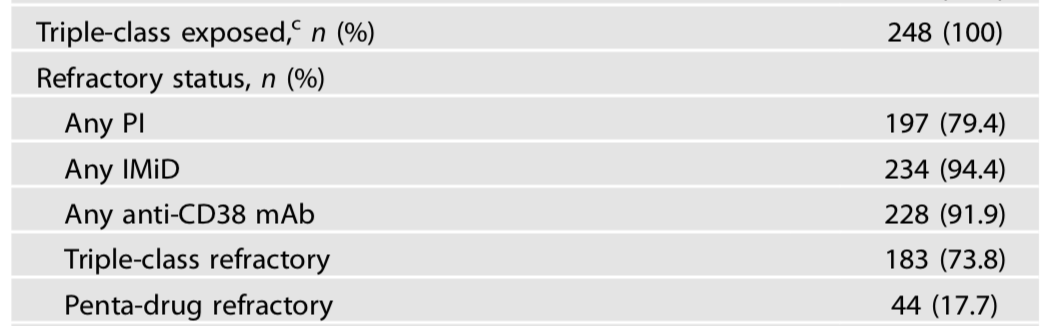 Triple-class exposed,ᶜ n (%) 248 (100)
Refractory status, n (%)
Any PI 197 (79.4)
Any IMiD 234 (94.4)
Any anti-CD38 mAb 228 (91.9)
Triple-class refractory 183 (73.8)
Penta-drug refractory 44 (17.7)